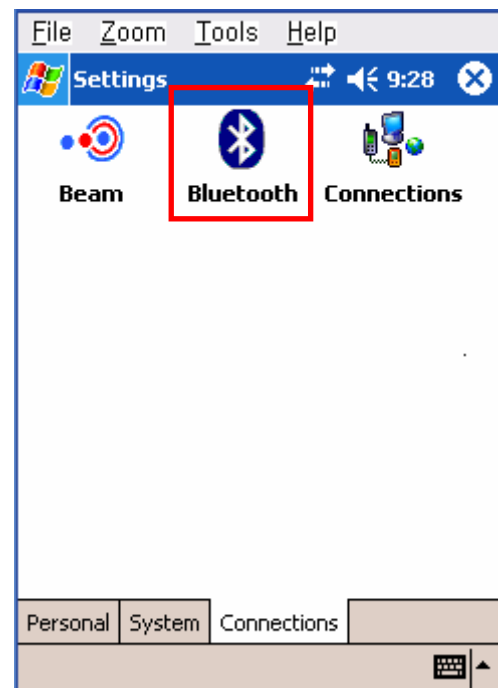 File Zoom Tools Help
Settings 9:28
Beam Bluetooth Connections
Personal System Connections